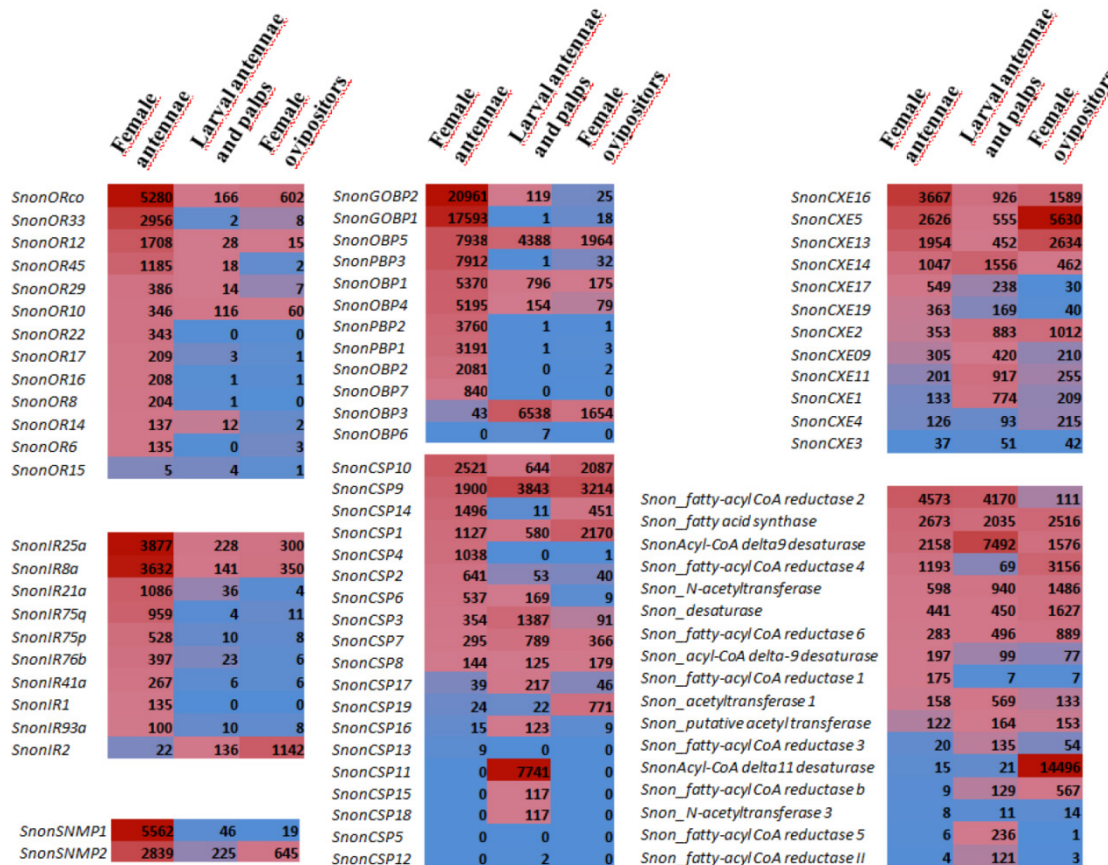 Female antennae
Larval antennae and palps
Female ovipositors
SnonORco 5280 166 602
SnonOR33 2956 2 8
SnonOR12 1708 28 15
SnonOR45 1185 18 2
SnonOR29 386 14 7
SnonOR10 346 116 60
SnonOR22 343 0 0
SnonOR17 209 3 1
SnonOR16 208 1 1
SnonOR8 204 1 0
SnonOR14 137 12 2
SnonOR6 135 0 3
SnonOR15 5 4 1
SnonIR25a 3877 228 300
SnonIR8a 3632 141 350
SnonIR21a 1086 36 4
SnonIR75q 959 4 11
SnonIR75p 528 10 8
SnonIR76b 397 23 6
SnonIR41a 267 6 6
SnonIR1 135 0 0
SnonIR93a 100 10 8
SnonIR2 22 136 1142
SnonSNMP1 5562 46 19
SnonSNMP2 2839 225 645
Female antennae
Larval antennae and palps
Female ovipositors
SnonGOBP2 20961 119 25
SnonGOBP1 17593 1 18
SnonOBP5 7938 4388 1964
SnonPBP3 7912 1 32
SnonOBP1 5370 796 175
SnonOBP4 5195 154 79
SnonPBP2 3760 1 1
SnonPBP1 3191 1 3
SnonOBP2 2081 0 2
SnonOBP7 840 0 0
SnonOBP3 43 6538 1654
SnonOBP6 0 7 0
SnonCSP10 2521 644 2087
SnonCSP9 1900 3843 3214
SnonCSP14 1496 11 451
SnonCSP1 1127 580 2170
SnonCSP4 1038 0 1
SnonCSP2 641 53 40
SnonCSP6 537 169 9
SnonCSP3 354 1387 91
SnonCSP7 295 789 366
SnonCSP8 144 125 179
SnonCSP17 39 217 46
SnonCSP19 24 22 771
SnonCSP16 15 123 9
SnonCSP13 9 0 0
SnonCSP11 0 7741 0
SnonCSP15 0 117 0
SnonCSP18 0 117 0
SnonCSP5 0 0 0
SnonCSP12 0 2 0
Female antennae
Larval antennae and palps
Female ovipositors
SnonCXE16 3667 926 1589
SnonCXE5 2626 555 5630
SnonCXE13 1954 452 2634
SnonCXE14 1047 1556 462
SnonCXE17 549 238 30
SnonCXE19 363 169 40
SnonCXE2 353 883 1012
SnonCXE09 305 420 210
SnonCXE11 201 917 255
SnonCXE1 133 774 209
SnonCXE4 126 93 215
SnonCXE3 37 51 42
Snon_fatty-acyl CoA reductase 2 4573 4170 111
Snon_fatty acid synthase 2673 2035 2516
SnonAcyl-CoA delta9 desaturase 2158 7492 1576
Snon_fatty-acyl CoA reductase 4 1193 69 3156
Snon_N-acetyltransferase 598 940 1486
Snon_desaturase 441 450 1627
Snon_fatty-acyl CoA reductase 6 283 496 889
Snon_acyl-CoA delta-9 desaturase 197 99 77
Snon_fatty-acyl CoA reductase 1 175 7 7
Snon_acetyltransferase 1 158 569 133
Snon_putative acetyl transferase 122 164 153
Snon_fatty-acyl CoA reductase 3 20 135 54
SnonAcyl-CoA delta11 desaturase 15 21 14496
Snon_fatty-acyl CoA reductase b 9 129 567
Snon_N-acetyltransferase 3 8 11 14
Snon_fatty-acyl CoA reductase 5 6 236 1
Snon_fatty-acyl CoA reductase II 4 121 3